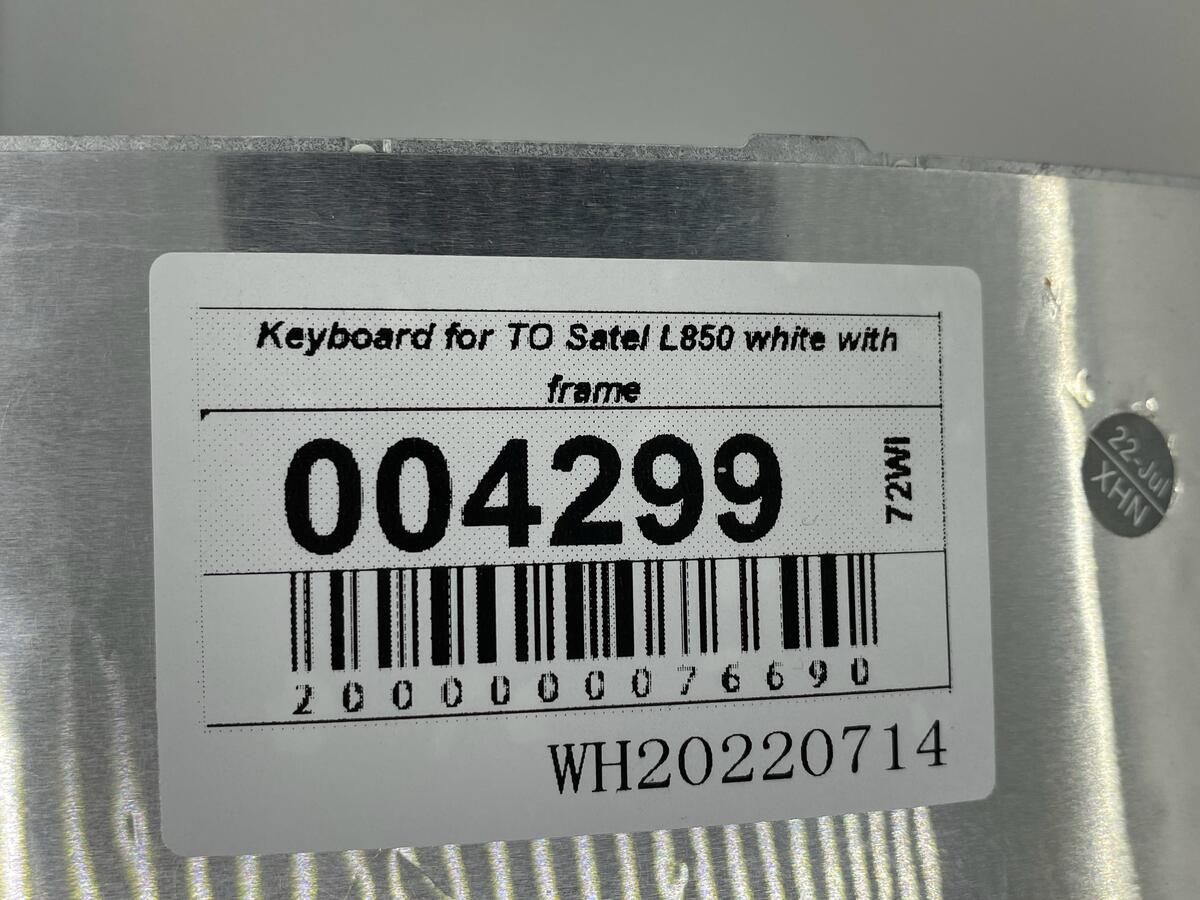 Keyboard for TO Satel L850 white with
frame
004299
72WI
2000000076690
WH20220714
22-Jul
XHN